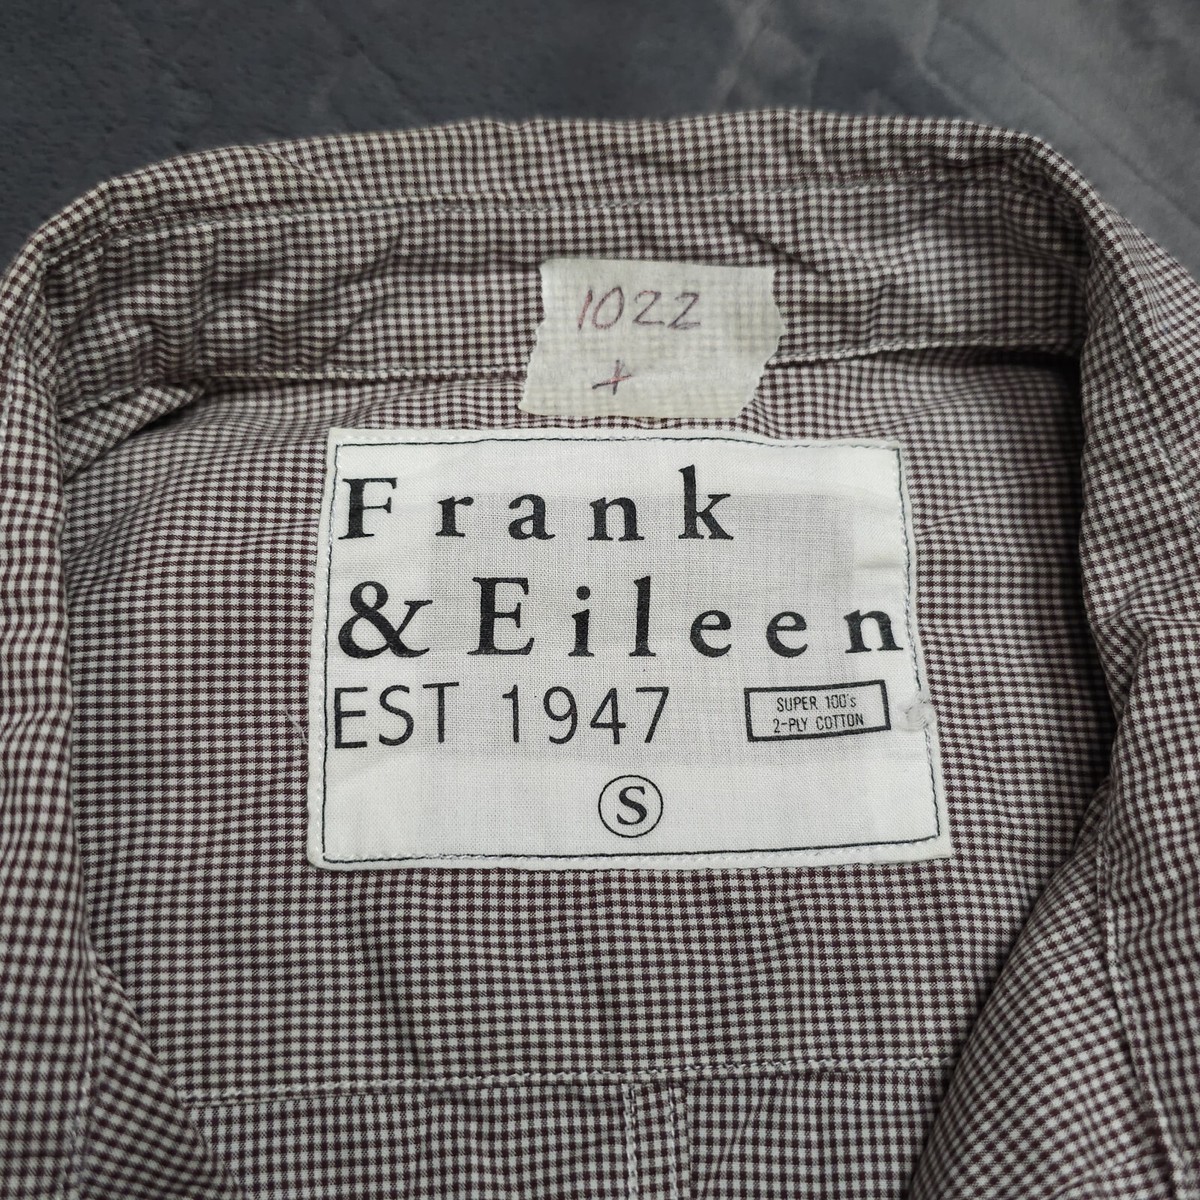 1022
+
Frank
& Eileen
EST 1947
SUPER 100's
2-PLY COTTON
S